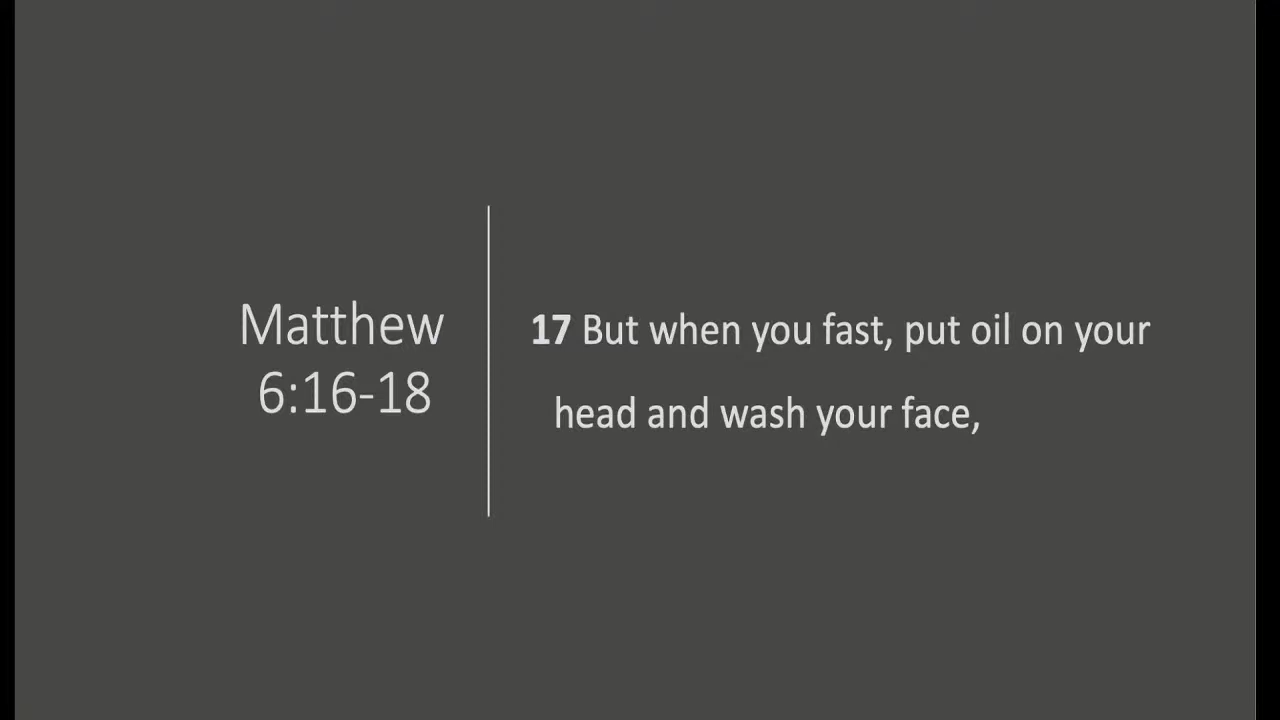 Matthew
6:16-18
17 But when you fast, put oil on your
head and wash your face,